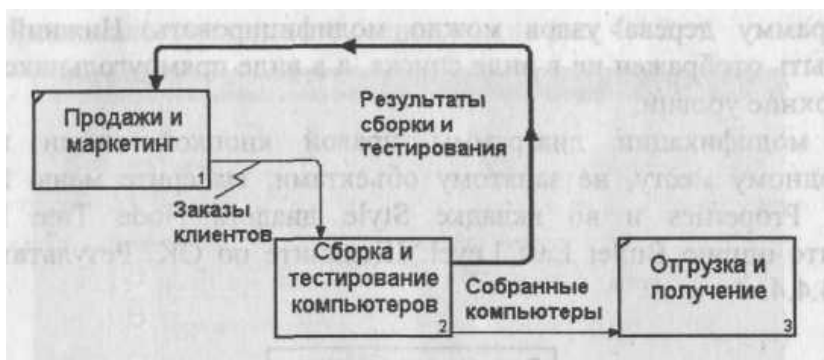 Продажи и
маркетинг
1
Результаты
сборки и
тестирования
Заказы
клиентов
Сборка и
тестирование
компьютеров
2
Собранные
компьютеры
Отгрузка и
получение
3